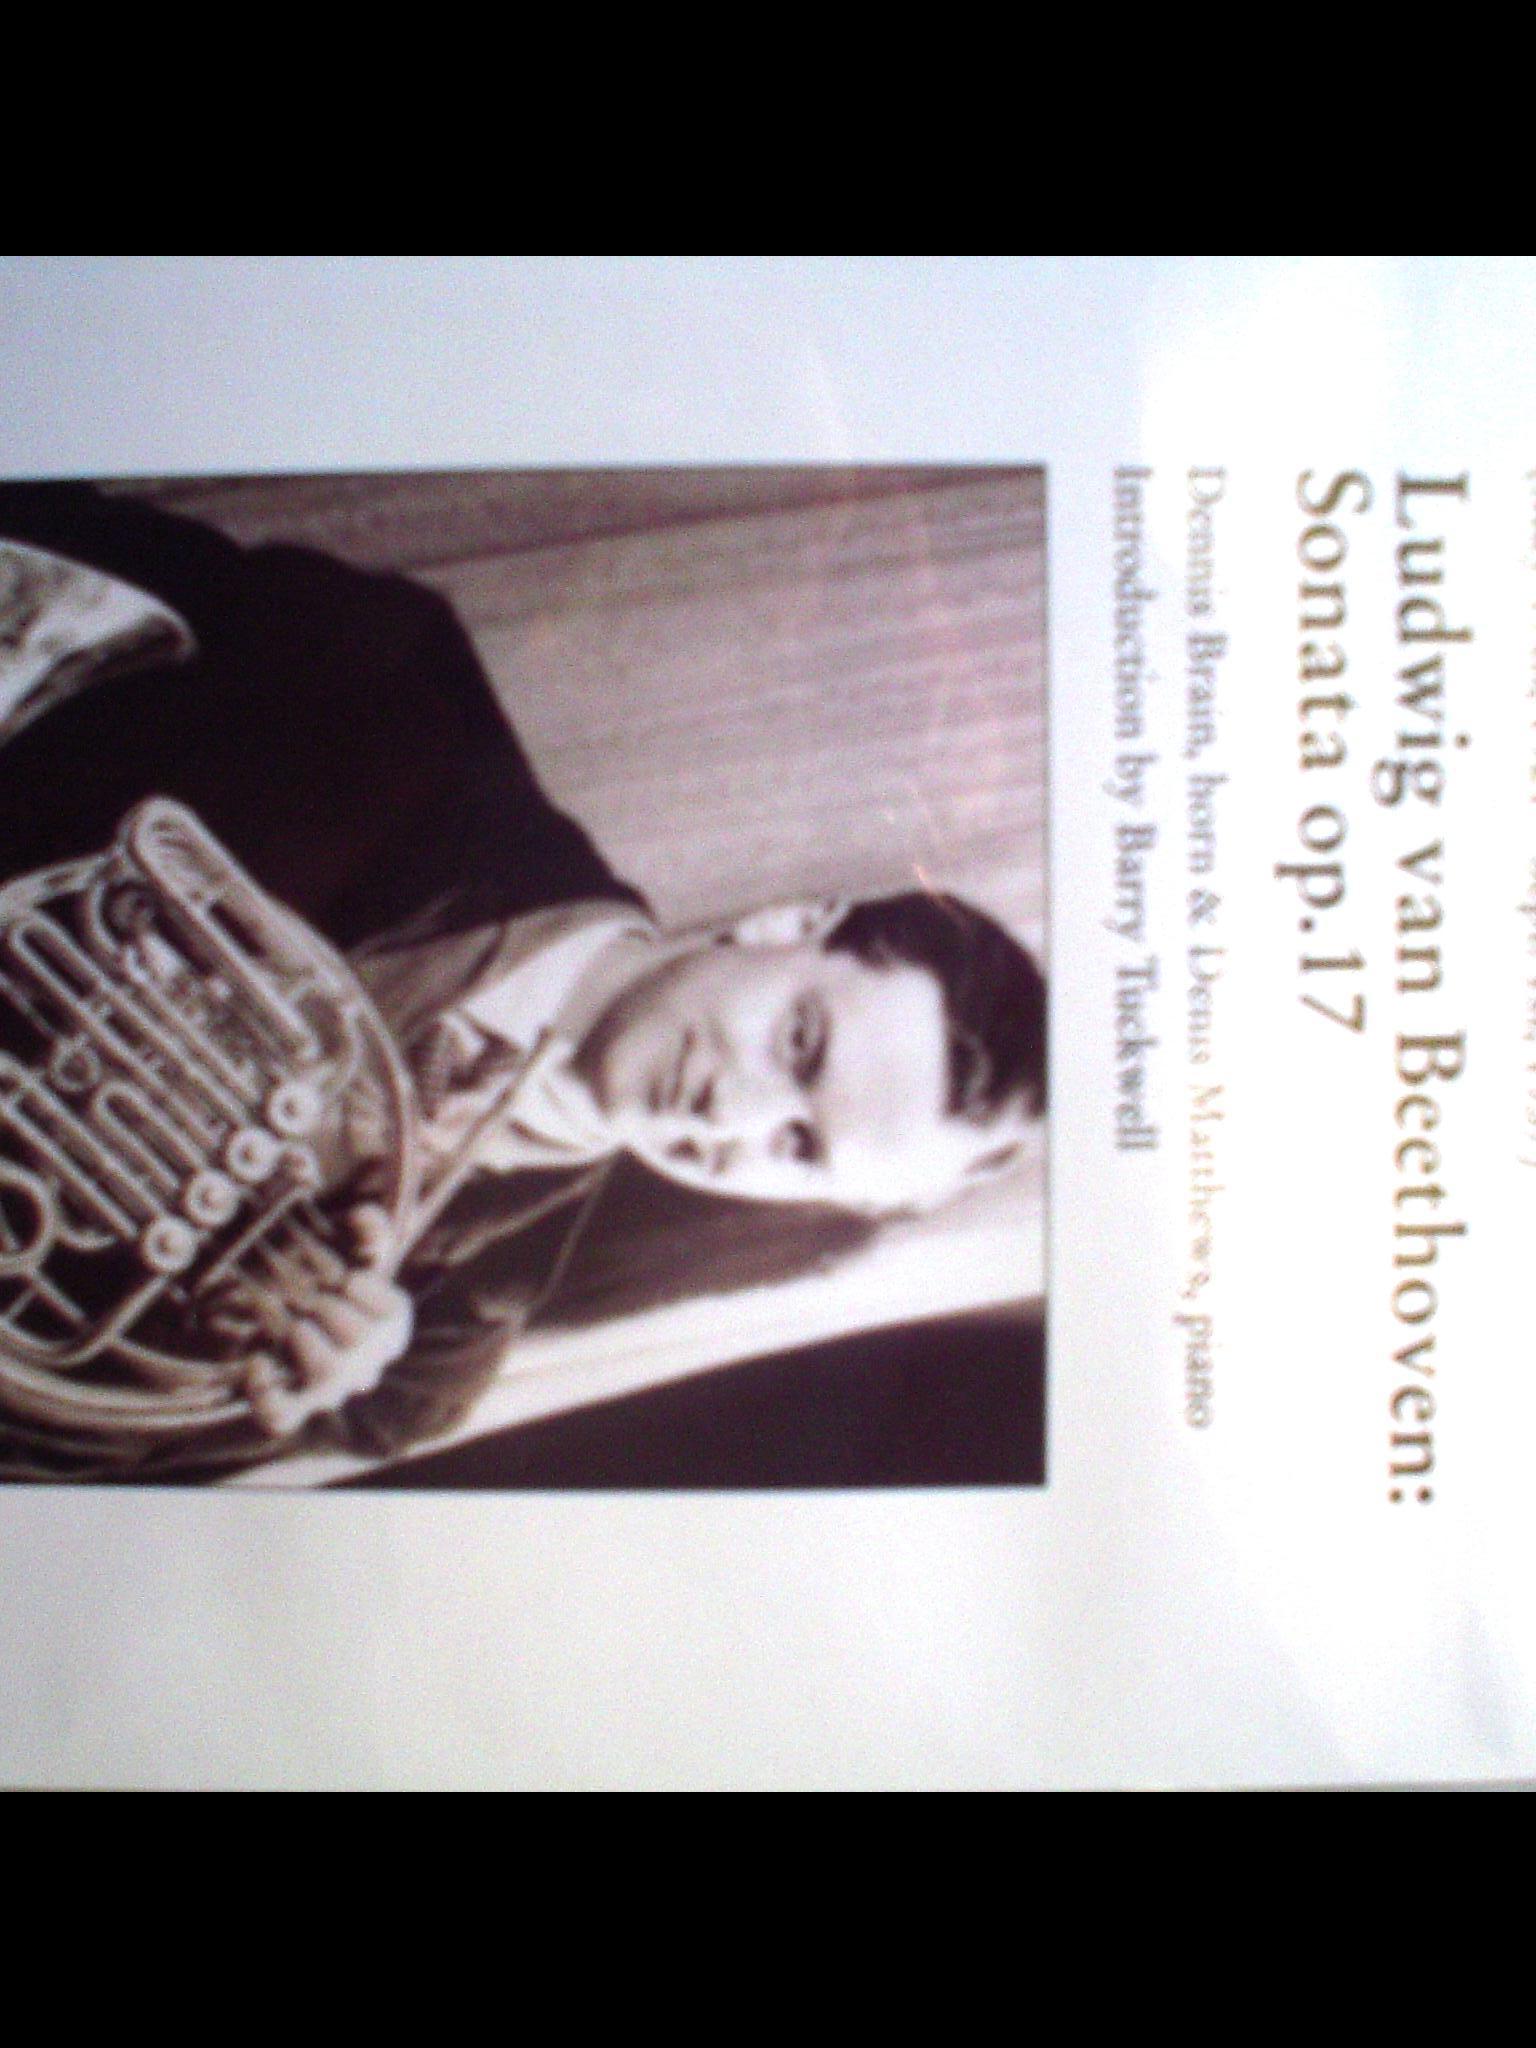 Ludwig van Beethoven:
Sonata op.17
Dennis Brain, horn & Denis Matthews, piano
Introduction by Barry Tuckwell